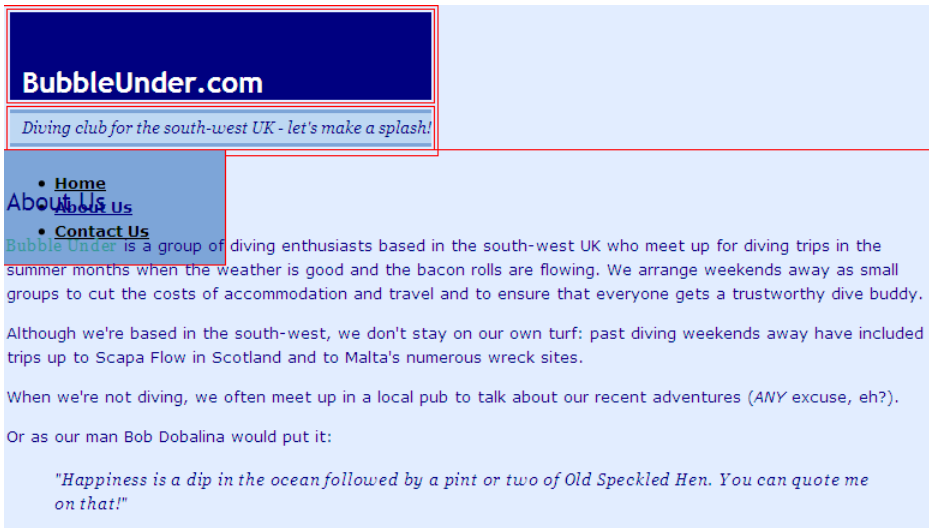 BubbleUnder.com
Diving club for the south-west UK - let's make a splash!
Home
About Us
Contact Us
About Us
Bubble Under is a group of diving enthusiasts based in the south-west UK who meet up for diving trips in the
summer months when the weather is good and the bacon rolls are flowing. We arrange weekends away as small
groups to cut the costs of accommodation and travel and to ensure that everyone gets a trustworthy dive buddy.
Although we're based in the south-west, we don't stay on our own turf: past diving weekends away have included
trips up to Scapa Flow in Scotland and to Malta's numerous wreck sites.
When we're not diving, we often meet up in a local pub to talk about our recent adventures (ANY excuse, eh?).
Or as our man Bob Dobalina would put it:
"Happiness is a dip in the ocean followed by a pint or two of Old Speckled Hen. You can quote me
on that!"